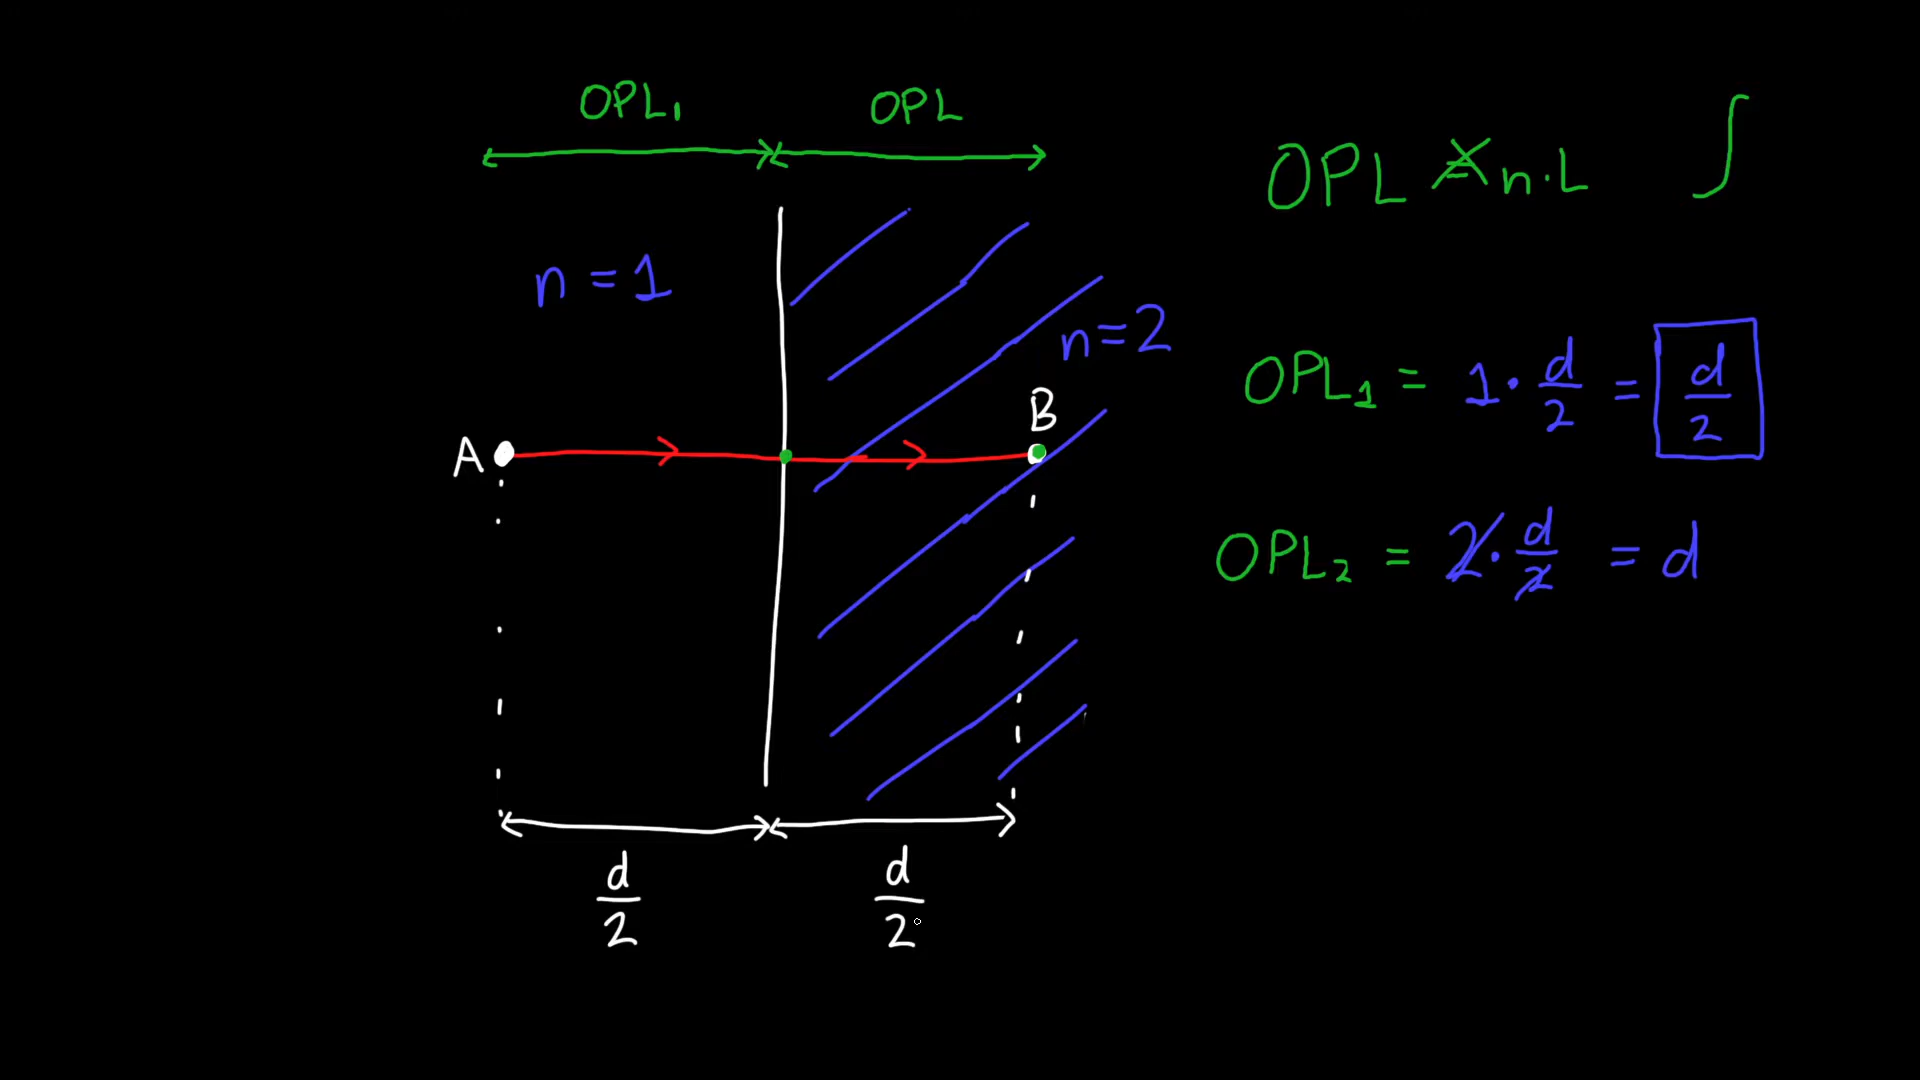 OPL₁
OPL
OPL = n·L ∫
n = 1
n=2
OPL₁ = 1 · d/2 = d/2
B
A
OPL₂ = 2 · d/2 = d
d/2
d/2